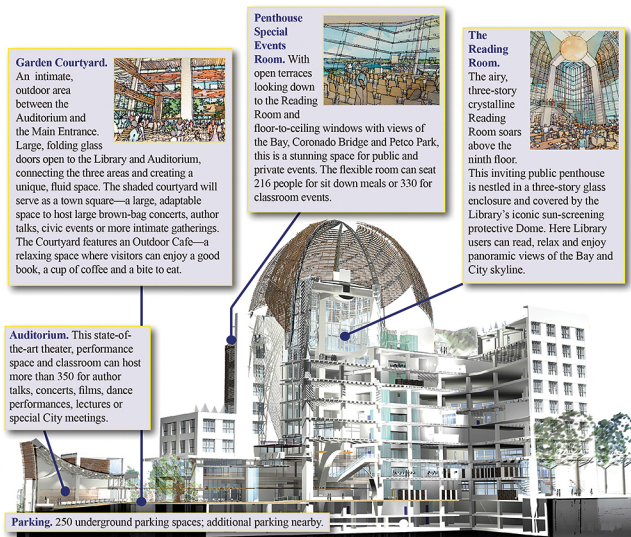 Garden Courtyard.
An intimate,
outdoor area
between the
Auditorium and
the Main Entrance.
Large, folding glass
doors open to the Library and Auditorium,
connecting the three areas and creating a
unique, fluid space. The shaded courtyard will
serve as a town square—a large, adaptable
space to host large brown-bag concerts, author
talks, civic events or more intimate gatherings.
The Courtyard features an Outdoor Cafe—a
relaxing space where visitors can enjoy a good
book, a cup of coffee and a bite to eat.
Penthouse
Special
Events
Room. With
open terraces
looking down
to the Reading
Room and
floor-to-ceiling windows with views of
the Bay, Coronado Bridge and Petco Park,
this is a stunning space for public and
private events. The flexible room can seat
216 people for sit down meals or 330 for
classroom events.
The
Reading
Room.
The airy,
three-story
crystalline
Reading
Room soars
above the
ninth floor.
This inviting public penthouse
is nestled in a three-story glass
enclosure and covered by the
Library's iconic sun-screening
protective Dome. Here Library
users can read, relax and enjoy
panoramic views of the Bay and
City skyline.
Auditorium. This state-of-
the-art theater, performance
space and classroom can host
more than 350 for author
talks, concerts, films, dance
performances, lectures or
special City meetings.
Parking. 250 underground parking spaces; additional parking nearby.